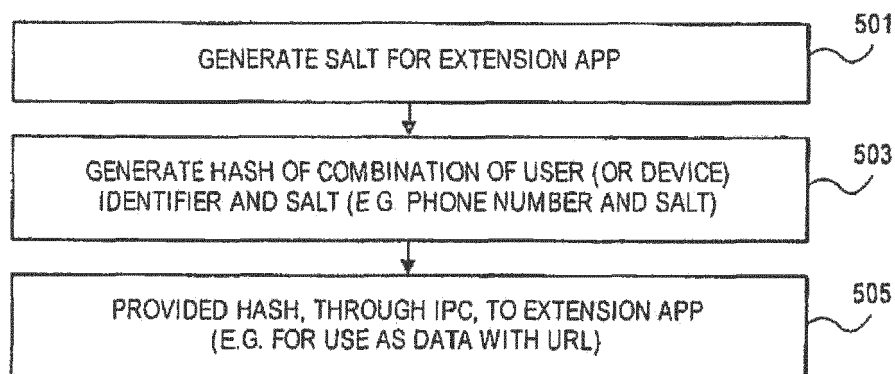 GENERATE SALT FOR EXTENSION APP
501
GENERATE HASH OF COMBINATION OF USER (OR DEVICE)
IDENTIFIER AND SALT (E G. PHONE NUMBER AND SALT)
503
PROVIDED HASH, THROUGH IPC, TO EXTENSION APP
(E.G. FOR USE AS DATA WITH URL)
505